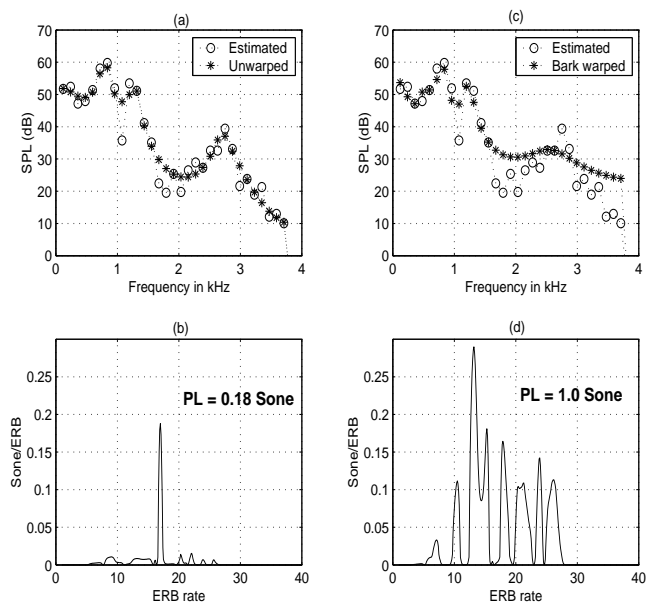 (a)
Estimated
Unwarped
SPL (dB)
70
60
50
40
30
20
10
0
0 1 2 3 4
Frequency in kHz
(c)
Estimated
Bark warped
SPL (dB)
70
60
50
40
30
20
10
0
0 1 2 3 4
Frequency in kHz
(b)
PL = 0.18 Sone
Sone/ERB
0.25
0.2
0.15
0.1
0.05
0
0 10 20 30 40
ERB rate
(d)
PL = 1.0 Sone
Sone/ERB
0.25
0.2
0.15
0.1
0.05
0
0 10 20 30 40
ERB rate